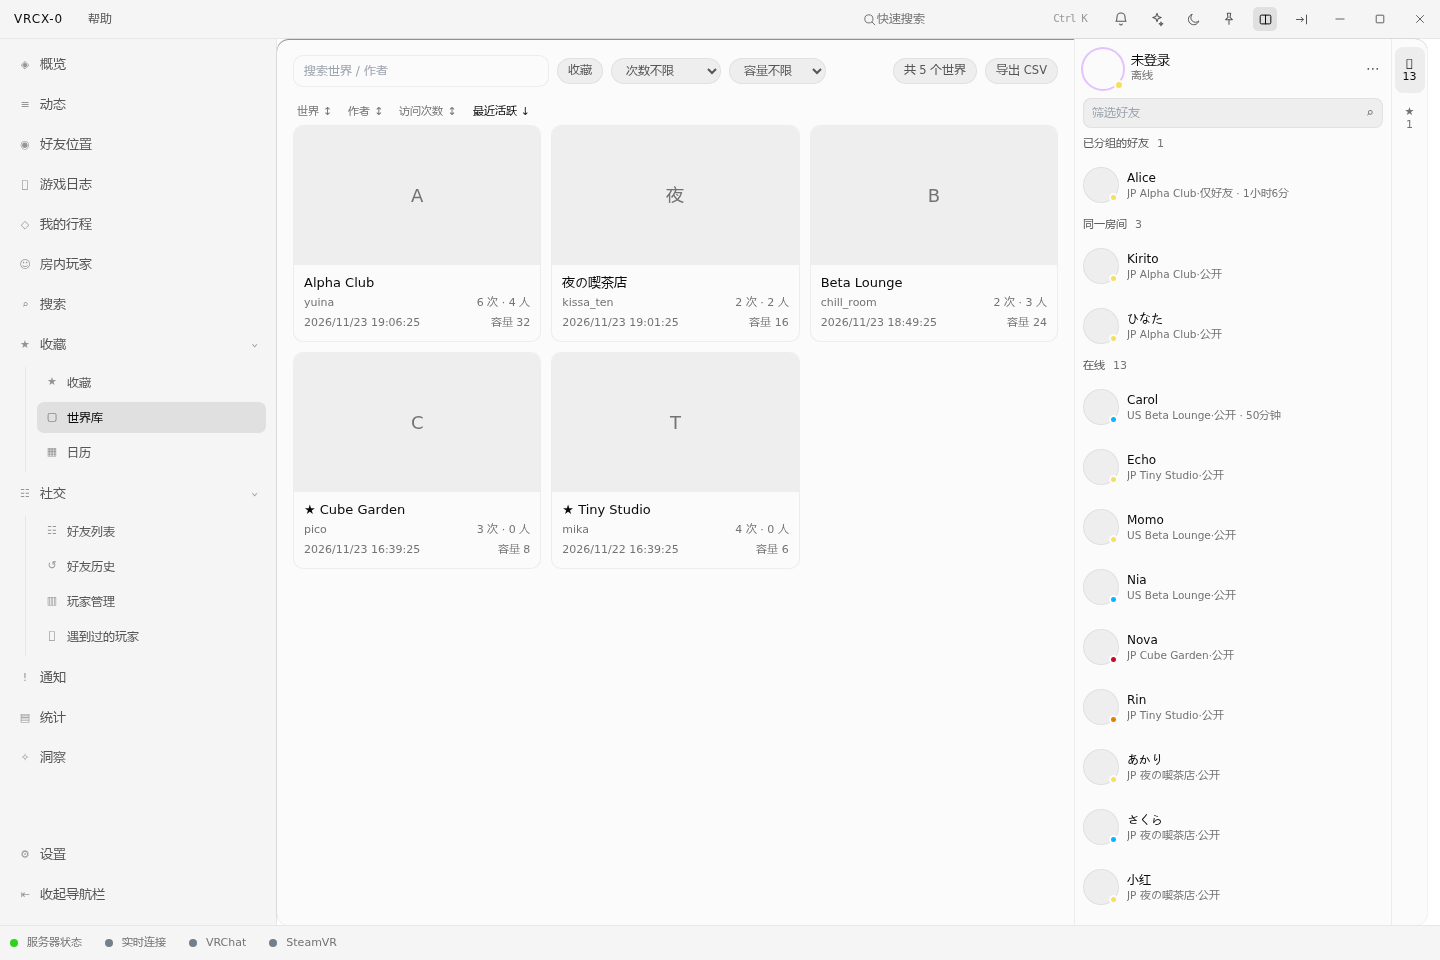 VRCX-0
帮助
快速搜索
Ctrl K
概览
动态
好友位置
游戏日志
我的行程
房内玩家
搜索
收藏
收藏
世界库
日历
社交
好友列表
好友历史
玩家管理
遇到过的玩家
通知
统计
洞察
设置
收起导航栏
搜索世界 / 作者
收藏
次数不限
容量不限
共 5 个世界
导出 CSV
世界 ↕ 作者 ↕ 访问次数 ↕ 最近活跃 ↓
A
Alpha Club
yuina 6 次 · 4 人
2026/11/23 19:06:25 容量 32
夜
夜の喫茶店
kissa_ten 2 次 · 2 人
2026/11/23 19:01:25 容量 16
B
Beta Lounge
chill_room 2 次 · 3 人
2026/11/23 18:49:25 容量 24
C
★ Cube Garden
pico 3 次 · 0 人
2026/11/23 16:39:25 容量 8
T
★ Tiny Studio
mika 4 次 · 0 人
2026/11/22 16:39:25 容量 6
未登录
离线
筛选好友
已分组的好友 1
Alice
JP Alpha Club·仅好友 · 1小时6分
同一房间 3
Kirito
JP Alpha Club·公开
ひなた
JP Alpha Club·公开
在线 13
Carol
US Beta Lounge·公开 · 50分钟
Echo
JP Tiny Studio·公开
Momo
US Beta Lounge·公开
Nia
US Beta Lounge·公开
Nova
JP Cube Garden·公开
Rin
JP Tiny Studio·公开
あかり
JP 夜の喫茶店·公开
さくら
JP 夜の喫茶店·公开
小红
JP 夜の喫茶店·公开
13
★
1
服务器状态
实时连接
VRChat
SteamVR